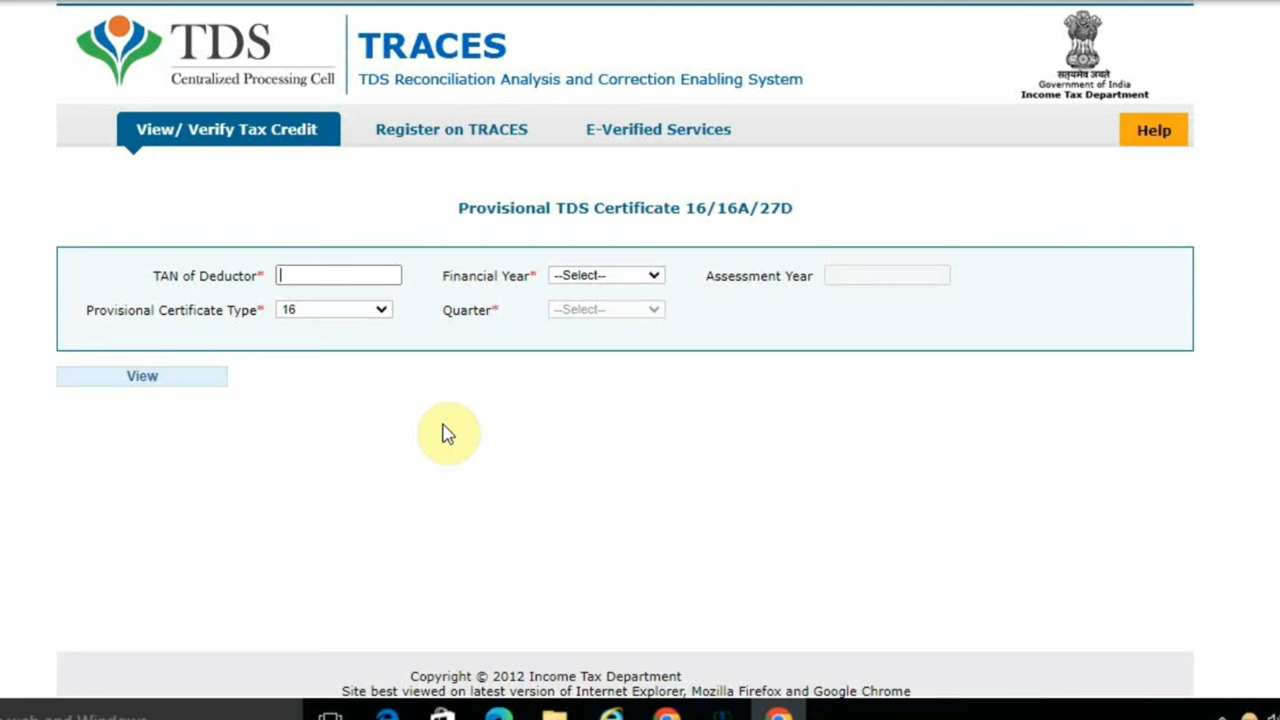 TDS
Centralized Processing Cell
TRACES
TDS Reconciliation Analysis and Correction Enabling System
सत्यमेव जयते
Government of India
Income Tax Department
View/ Verify Tax Credit
Register on TRACES
E-Verified Services
Help
Provisional TDS Certificate 16/16A/27D
TAN of Deductor* Financial Year* --Select-- Assessment Year
Provisional Certificate Type* 16 Quarter* --Select--
View
Copyright © 2012 Income Tax Department
Site best viewed on latest version of Internet Explorer, Mozilla Firefox and Google Chrome
web and Windows